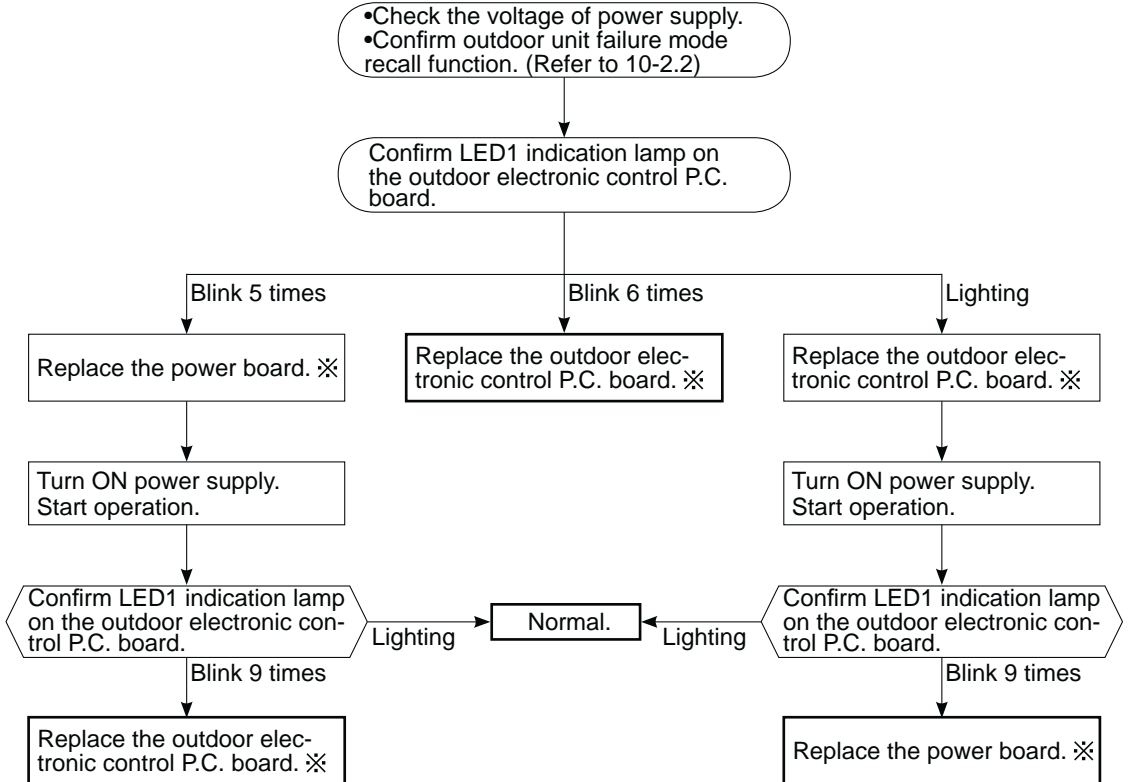 •Check the voltage of power supply.
•Confirm outdoor unit failure mode
recall function. (Refer to 10-2.2)
Confirm LED1 indication lamp on
the outdoor electronic control P.C.
board.
Blink 5 times
Blink 6 times
Lighting
Replace the power board. ※
Replace the outdoor elec-
tronic control P.C. board. ※
Replace the outdoor elec-
tronic control P.C. board. ※
Turn ON power supply.
Start operation.
Turn ON power supply.
Start operation.
Confirm LED1 indication lamp
on the outdoor electronic con-
trol P.C. board.
Lighting
Normal.
Lighting
Confirm LED1 indication lamp
on the outdoor electronic con-
trol P.C. board.
Blink 9 times
Blink 9 times
Replace the outdoor elec-
tronic control P.C. board. ※
Replace the power board. ※